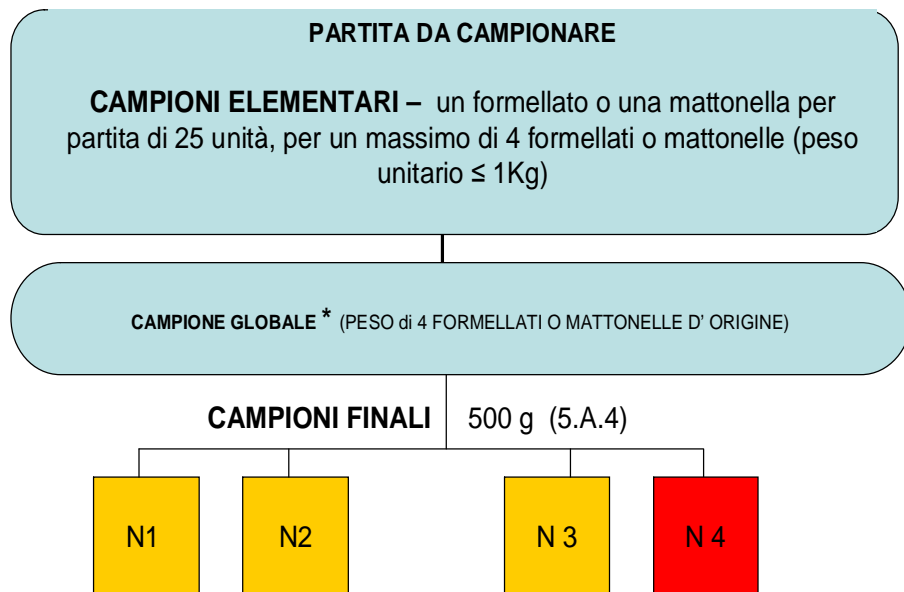 PARTITA DA CAMPIONARE
CAMPIONI ELEMENTARI – un formellato o una mattonella per
partita di 25 unità, per un massimo di 4 formellati o mattonelle (peso
unitario ≤ 1Kg)
CAMPIONE GLOBALE * (PESO di 4 FORMELLATI O MATTONELLE D' ORIGINE)
CAMPIONI FINALI 500 g (5.A.4)
N1 N2 N 3 N 4